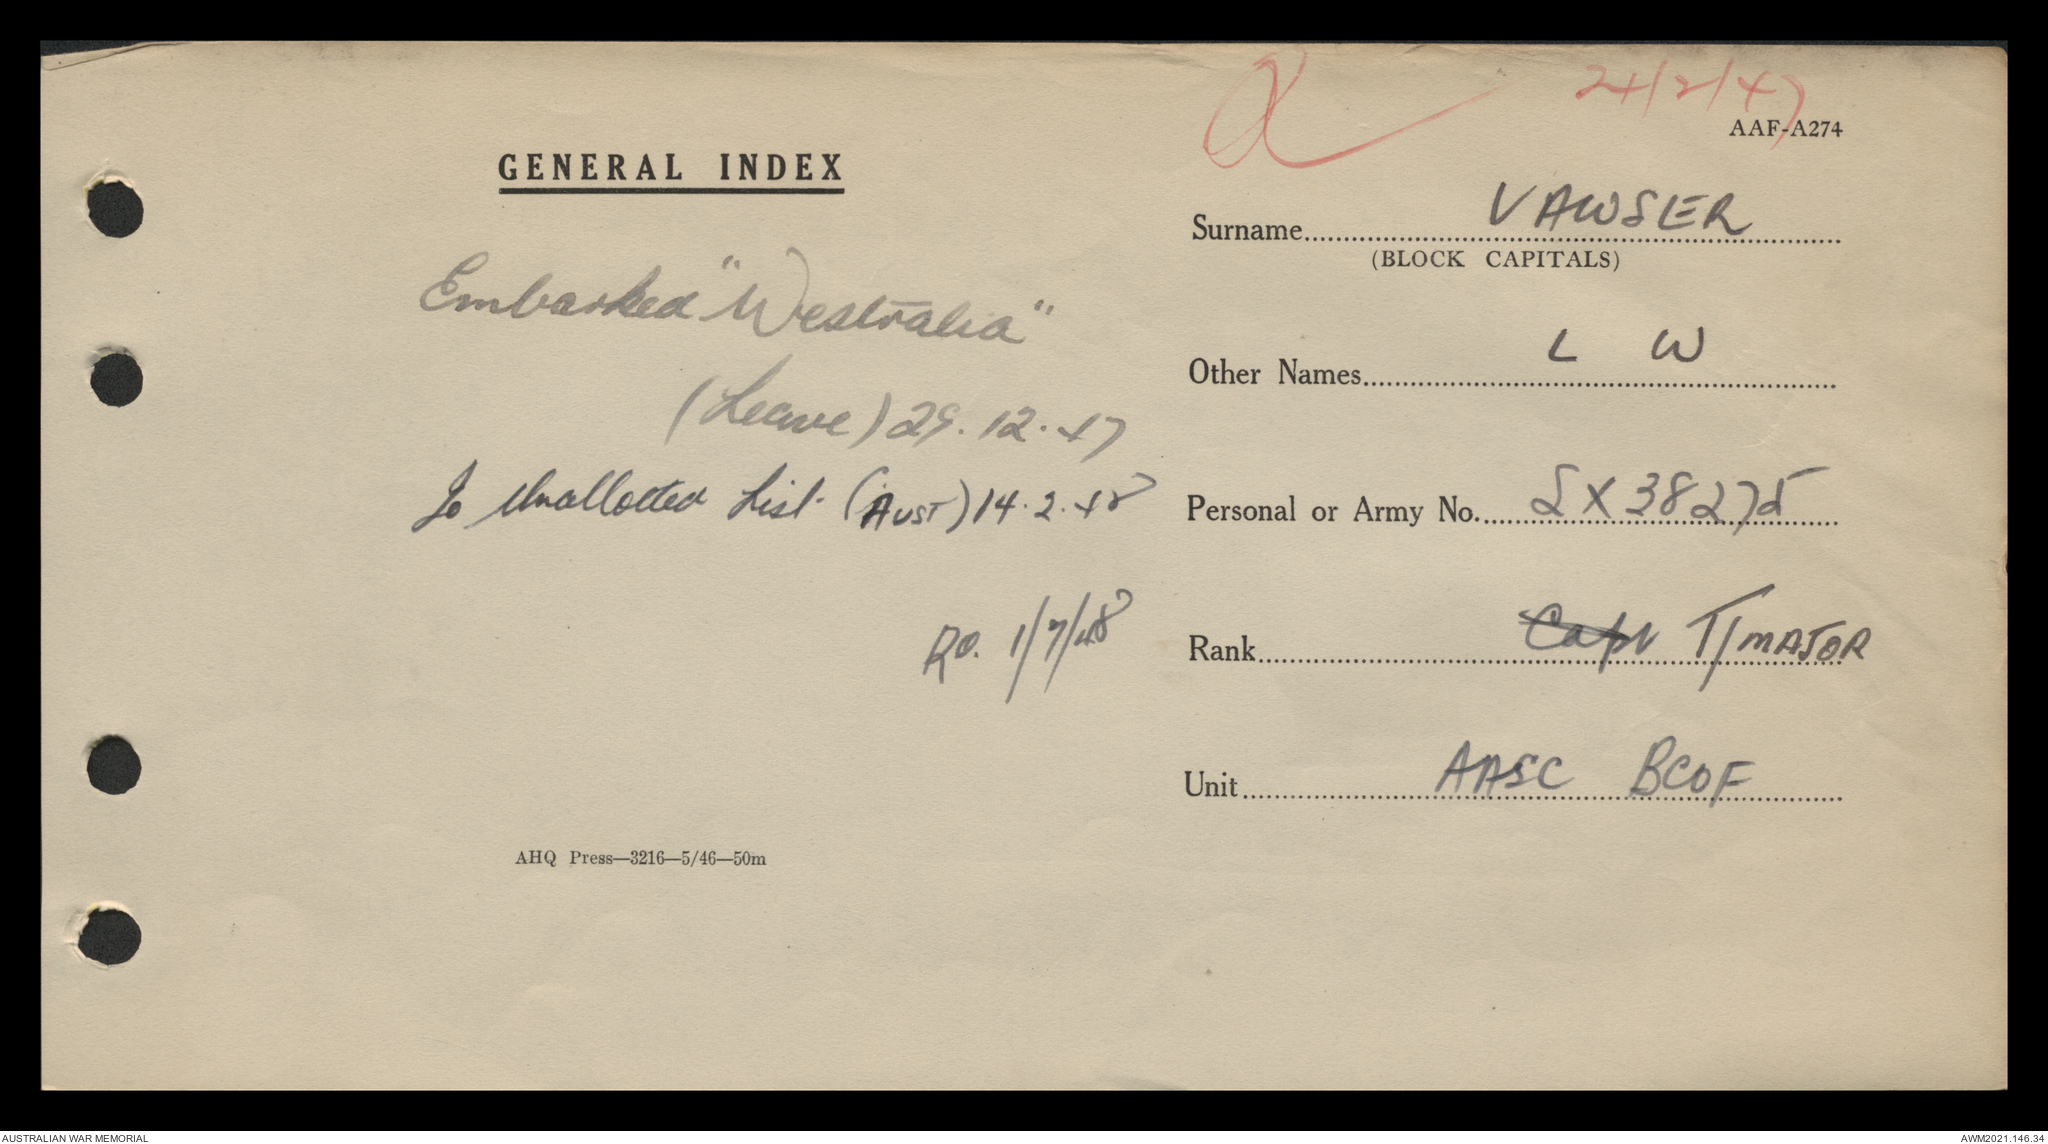 GENERAL INDEX
Embarked "Westralia"
(Leave) 29.12.47
To Unallotted List (AUST) 14.2.48
RO. 1/7/48
AHQ Press—3216—5/46—50m
21/2/47
AAF-A274
Surname VAWSER
(BLOCK CAPITALS)
Other Names L W
Personal or Army No. SX38275
Rank Capt T/MAJOR
Unit AASC BCOF
AUSTRALIAN WAR MEMORIAL
AWM2021.146.34